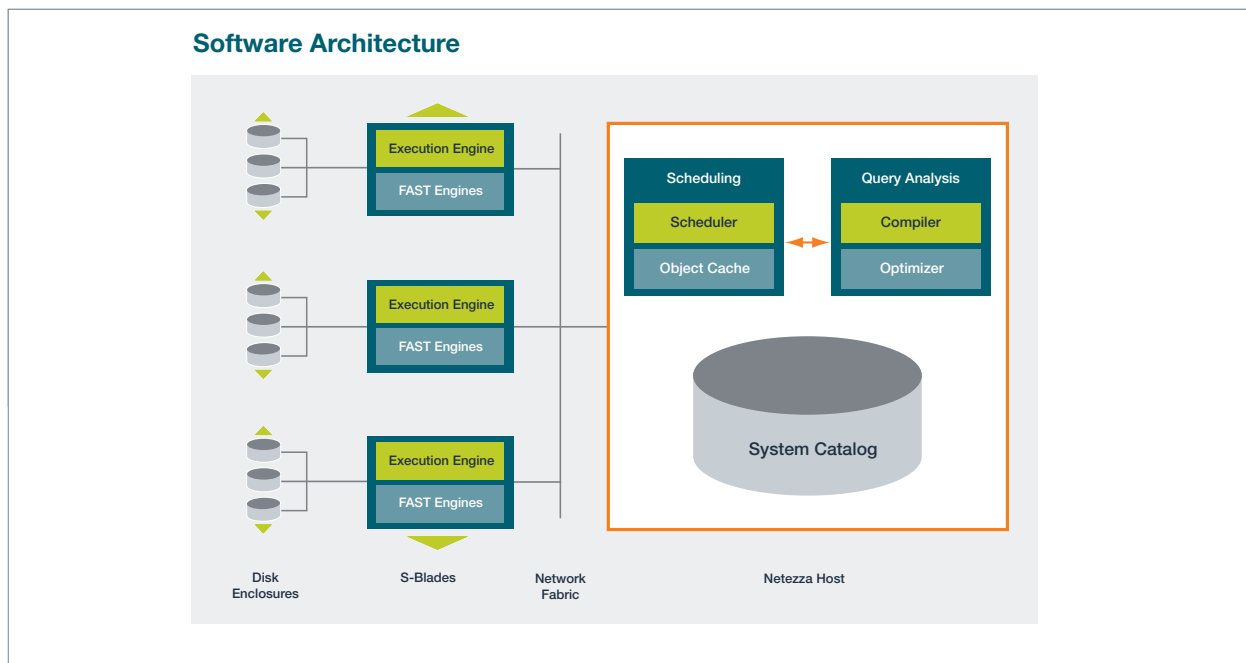 Software Architecture
Execution Engine
FAST Engines
Execution Engine
FAST Engines
Execution Engine
FAST Engines
Scheduling
Scheduler
Object Cache
Query Analysis
Compiler
Optimizer
System Catalog
Disk
Enclosures
S-Blades
Network
Fabric
Netezza Host